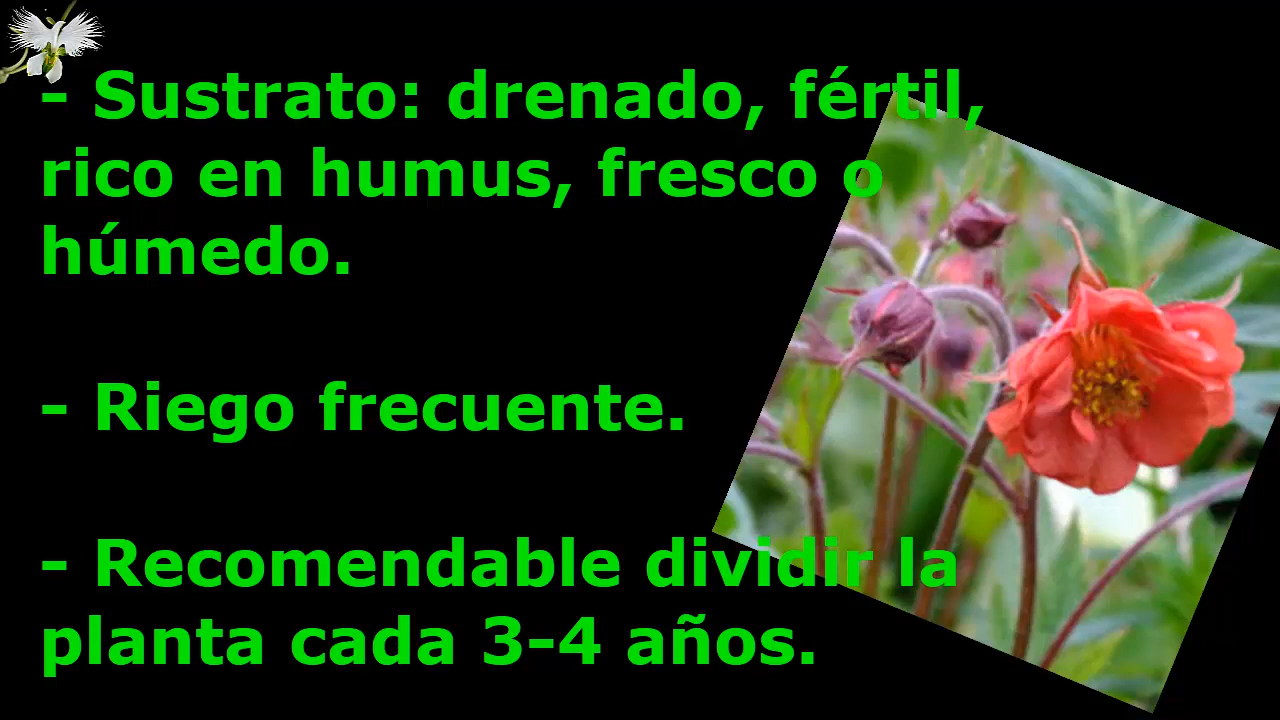 - Sustrato: drenado, fértil,
rico en humus, fresco o
húmedo.
- Riego frecuente.
- Recomendable dividir la
planta cada 3-4 años.